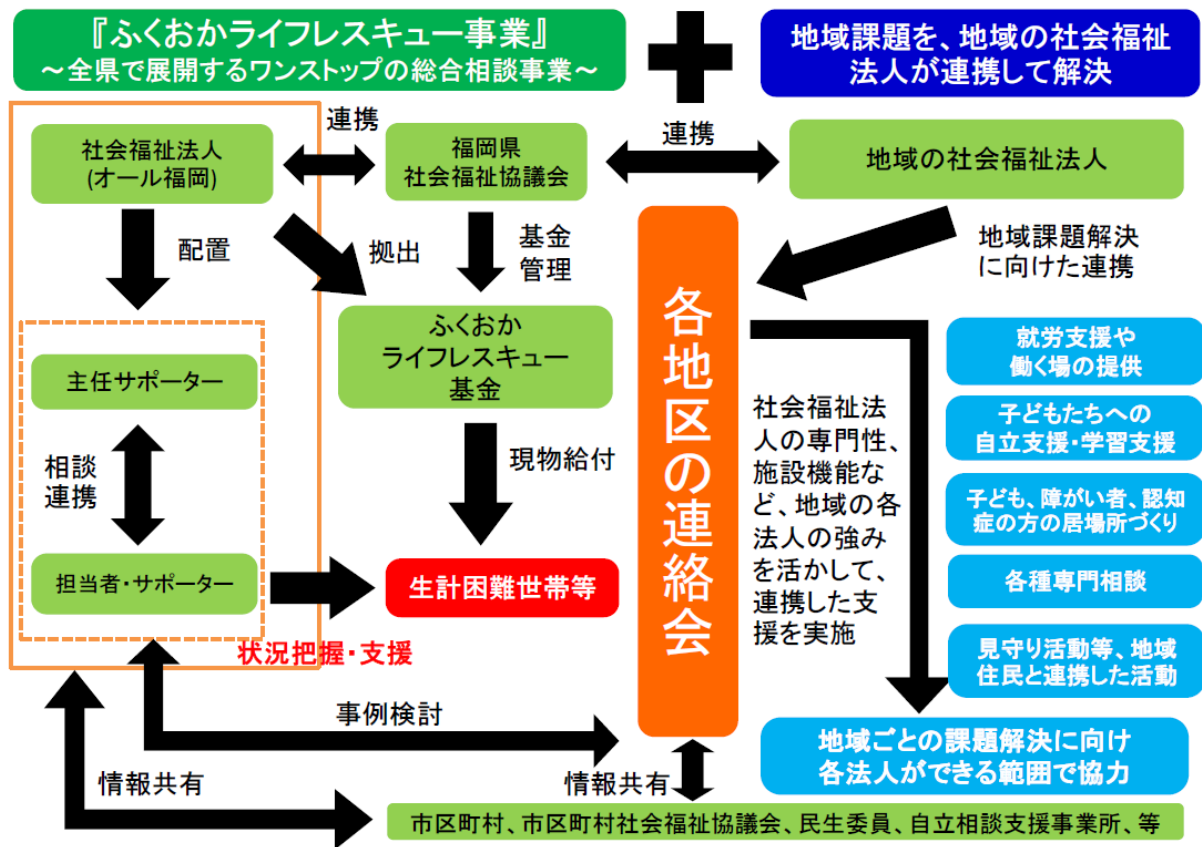 『ふくおかライフレスキュー事業』
～全県で展開するワンストップの総合相談事業～
地域課題を、地域の社会福祉
法人が連携して解決
社会福祉法人
(オール福岡)
連携
福岡県
社会福祉協議会
連携
地域の社会福祉法人
配置
拠出
基金
管理
地域課題解決
に向けた連携
ふくおか
ライフレスキュー
基金
主任サポーター
相談
連携
担当者・サポーター
現物給付
生計困難世帯等
状況把握・支援
各地区の連絡会
社会福祉法
人の専門性、
施設機能な
ど、地域の各
法人の強み
を活かして、
連携した支
援を実施
就労支援や
働く場の提供
子どもたちへの
自立支援・学習支援
子ども、障がい者、認知
症の方の居場所づくり
各種専門相談
見守り活動等、地域
住民と連携した活動
地域ごとの課題解決に向け
各法人ができる範囲で協力
事例検討
情報共有
情報共有
市区町村、市区町村社会福祉協議会、民生委員、自立相談支援事業所、等